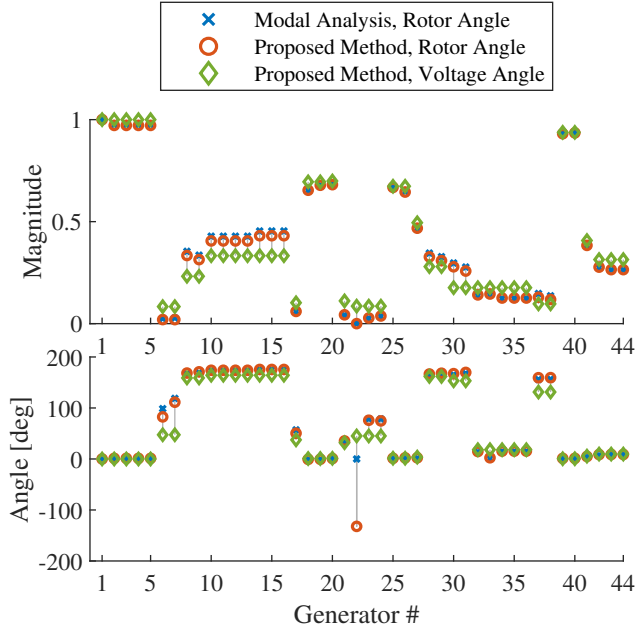 Modal Analysis, Rotor Angle
Proposed Method, Rotor Angle
Proposed Method, Voltage Angle
Magnitude
1
0.5
0
1 5 10 15 20 25 30 35 40 44
Angle [deg]
200
100
0
-100
-200
1 5 10 15 20 25 30 35 40 44
Generator #